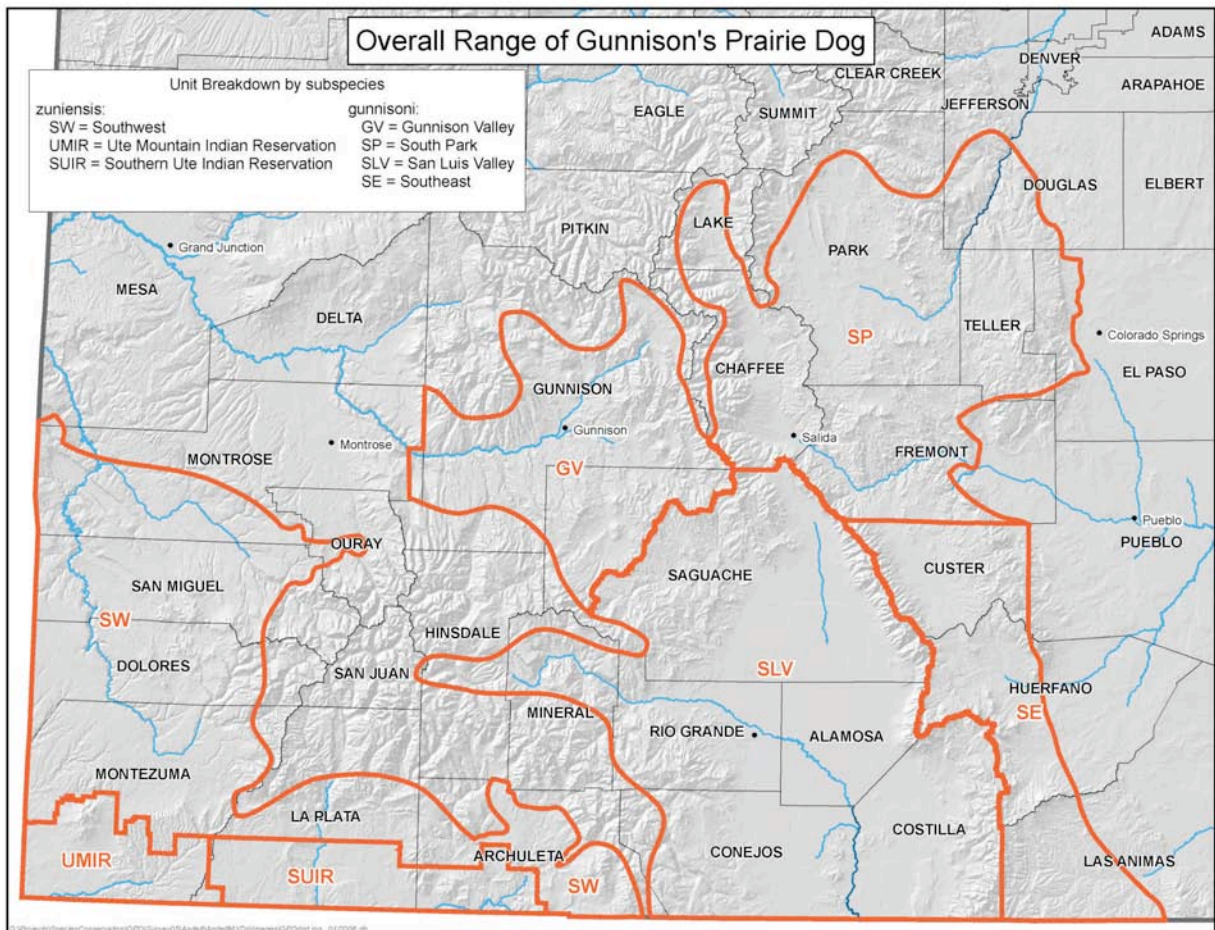 Overall Range of Gunnison's Prairie Dog
Unit Breakdown by subspecies
zuniensis:
SW = Southwest
UMIR = Ute Mountain Indian Reservation
SUIR = Southern Ute Indian Reservation
gunnisoni:
GV = Gunnison Valley
SP = South Park
SLV = San Luis Valley
SE = Southeast
ADAMS
DENVER
CLEAR CREEK
ARAPAHOE
EAGLE
SUMMIT
JEFFERSON
DOUGLAS
ELBERT
LAKE
PITKIN
Grand Junction
PARK
MESA
DELTA
TELLER
SP
Colorado Springs
CHAFFEE
EL PASO
GUNNISON
Gunnison
Salida
Montrose
MONTROSE
FREMONT
GV
Pueblo
PUEBLO
OURAY
CUSTER
SAGUACHE
SAN MIGUEL
SW
HINSDALE
DOLORES
SAN JUAN
SLV
HUERFANO
SE
MINERAL
RIO GRANDE
ALAMOSA
MONTEZUMA
LA PLATA
COSTILLA
CONEJOS
ARCHULETA
LAS ANIMAS
UMIR
SUIR
SW